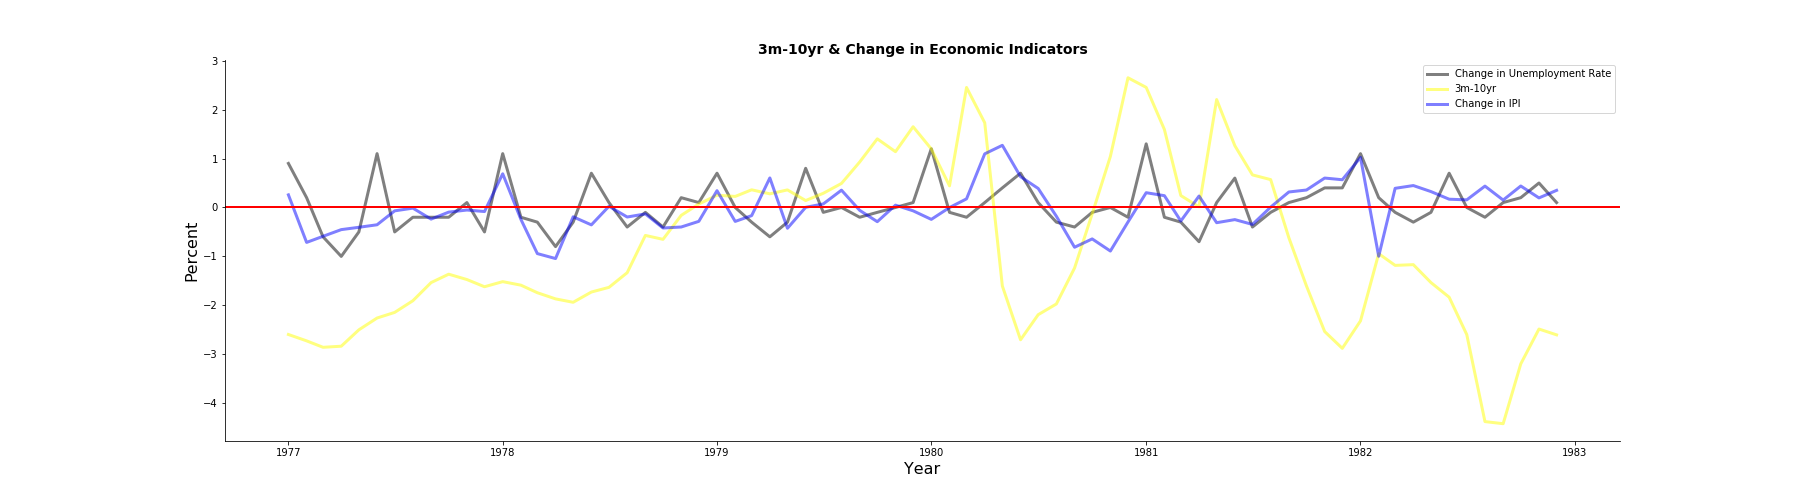 3m-10yr & Change in Economic Indicators
Change in Unemployment Rate
3m-10yr
Change in IPI
3
2
1
0
−1
−2
−3
−4
Percent
1977 1978 1979 1980 1981 1982 1983
Year